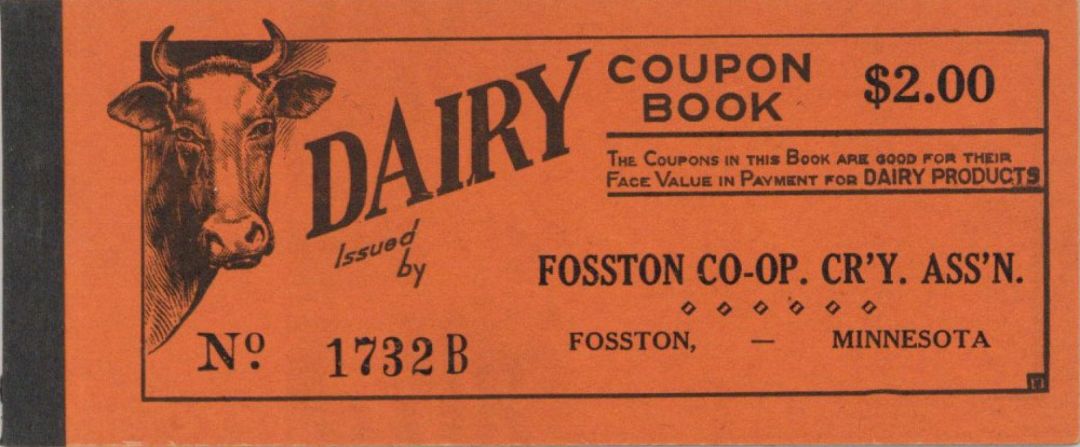 DAIRY
COUPON
BOOK
$2.00
THE COUPONS IN THIS BOOK ARE GOOD FOR THEIR
FACE VALUE IN PAYMENT FOR DAIRY PRODUCTS
Issued
by
FOSSTON CO-OP. CR'Y. ASS'N.
FOSSTON, — MINNESOTA
Nº 1732B